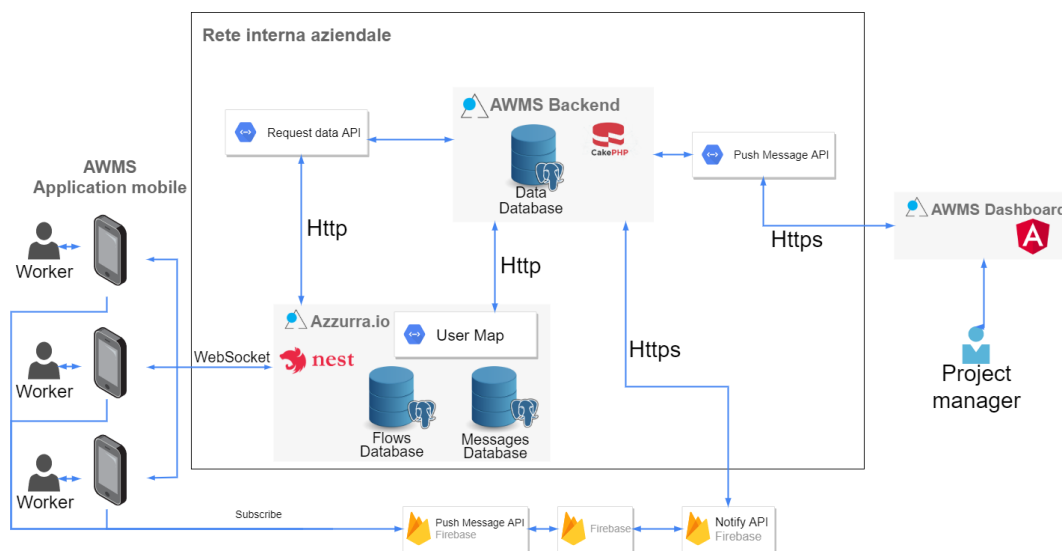 Rete interna aziendale
AWMS Backend
Request data API
CakePHP
Push Message API
Data
Database
AWMS
Application mobile
AWMS Dashboard
Http
Https
Http
Worker
Azzurra.io
User Map
nest
WebSocket
Https
Worker
Project
manager
Flows
Database
Messages
Database
Worker
Subscribe
Push Message API
Firebase
Firebase
Notify API
Firebase